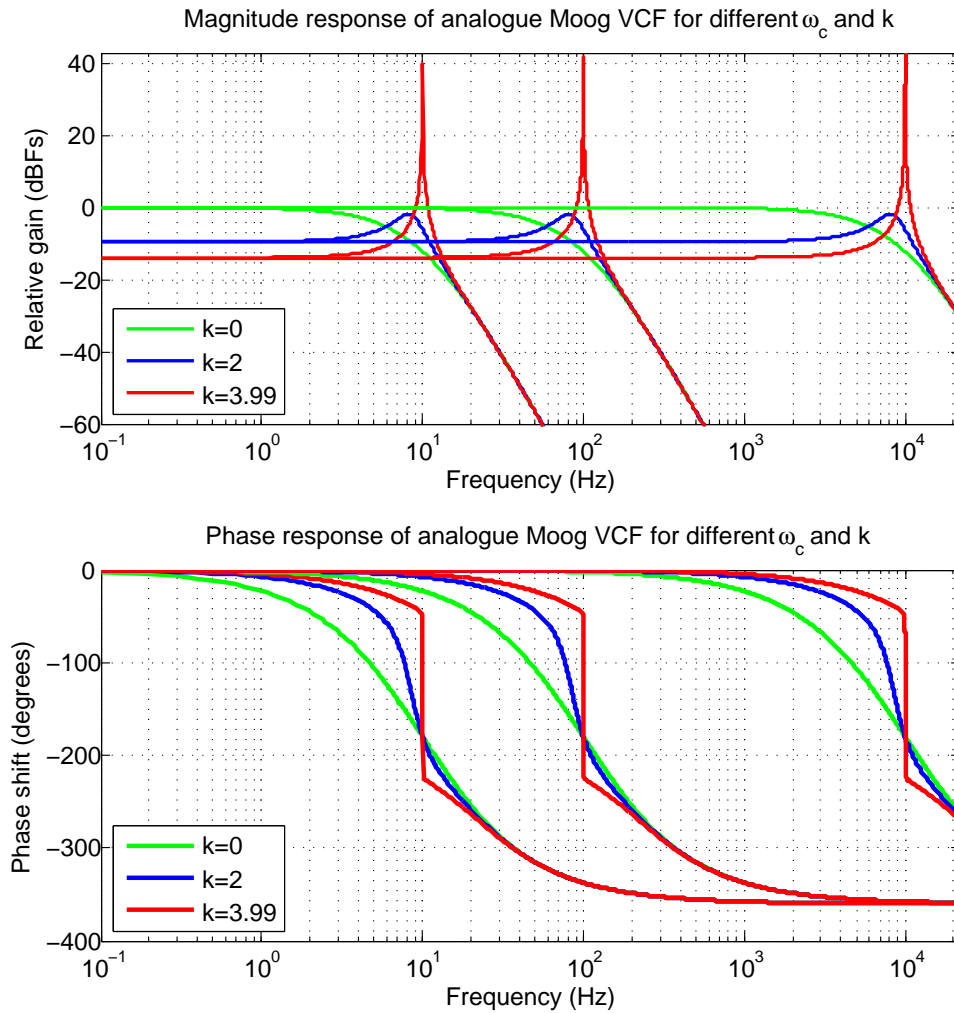 Magnitude response of analogue Moog VCF for different ω_c and k
40
20
0
−20
−40
−60
Relative gain (dBFs)
k=0
k=2
k=3.99
10^−1
10^0
10^1
10^2
10^3
10^4
Frequency (Hz)
Phase response of analogue Moog VCF for different ω_c and k
0
−100
−200
−300
−400
Phase shift (degrees)
k=0
k=2
k=3.99
10^−1
10^0
10^1
10^2
10^3
10^4
Frequency (Hz)